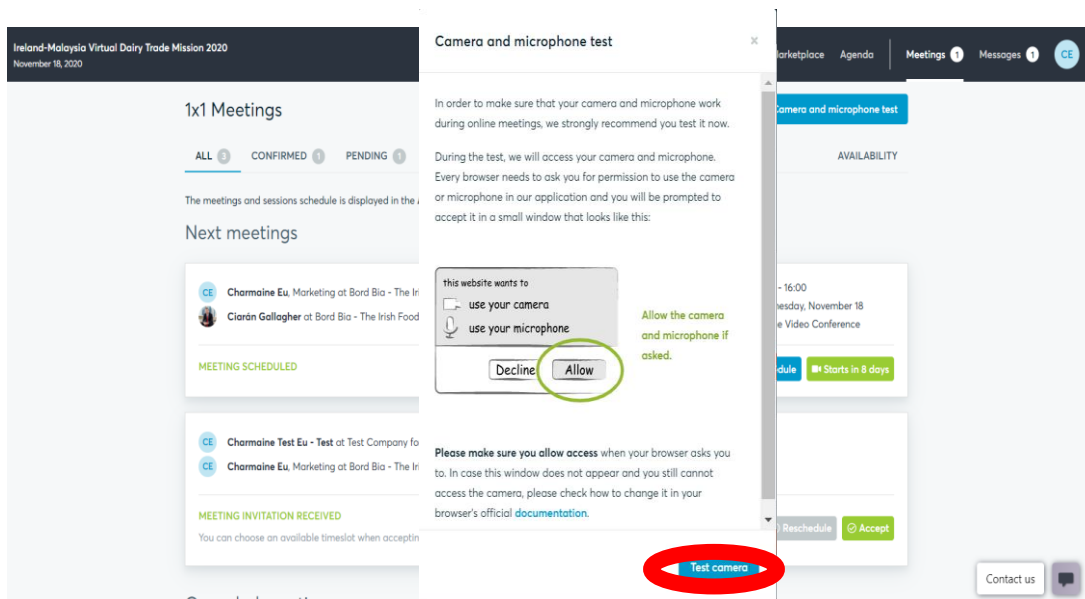 Ireland-Malaysia Virtual Dairy Trade Mission 2020
November 18, 2020
Agenda
Meetings 1
Messages 1
CE
1x1 Meetings
Camera and microphone test
ALL 3
CONFIRMED 1
PENDING 1
AVAILABILITY
The meetings and sessions schedule is displayed in the
Next meetings
CE
Charmaine Eu, Marketing at Bord Bia - The Iri
Ciarán Gallagher at Bord Bia - The Irish Food
- 16:00
November 18
Video Conference
MEETING SCHEDULED
Starts in 8 days
CE
Charmaine Test Eu - Test at Test Company fo
CE
Charmaine Eu, Marketing at Bord Bia - The Iri
MEETING INVITATION RECEIVED
You can choose an available timeslot when acceptin
Reschedule
Accept
Camera and microphone test
×
In order to make sure that your camera and microphone work
during online meetings, we strongly recommend you test it now.
During the test, we will access your camera and microphone.
Every browser needs to ask you for permission to use the camera
or microphone in our application and you will be prompted to
accept it in a small window that looks like this:
this website wants to
use your camera
use your microphone
Decline
Allow
Allow the camera
and microphone if
asked.
Please make sure you allow access when your browser asks you
to. In case this window does not appear and you still cannot
access the camera, please check how to change it in your
browser's official documentation.
Test camera
Contact us